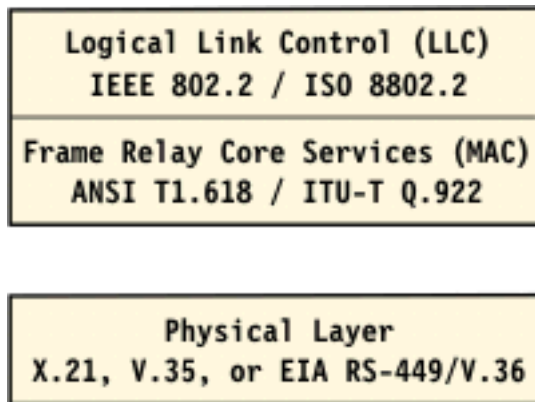 Logical Link Control (LLC)
IEEE 802.2 / ISO 8802.2
Frame Relay Core Services (MAC)
ANSI T1.618 / ITU-T Q.922
Physical Layer
X.21, V.35, or EIA RS-449/V.36